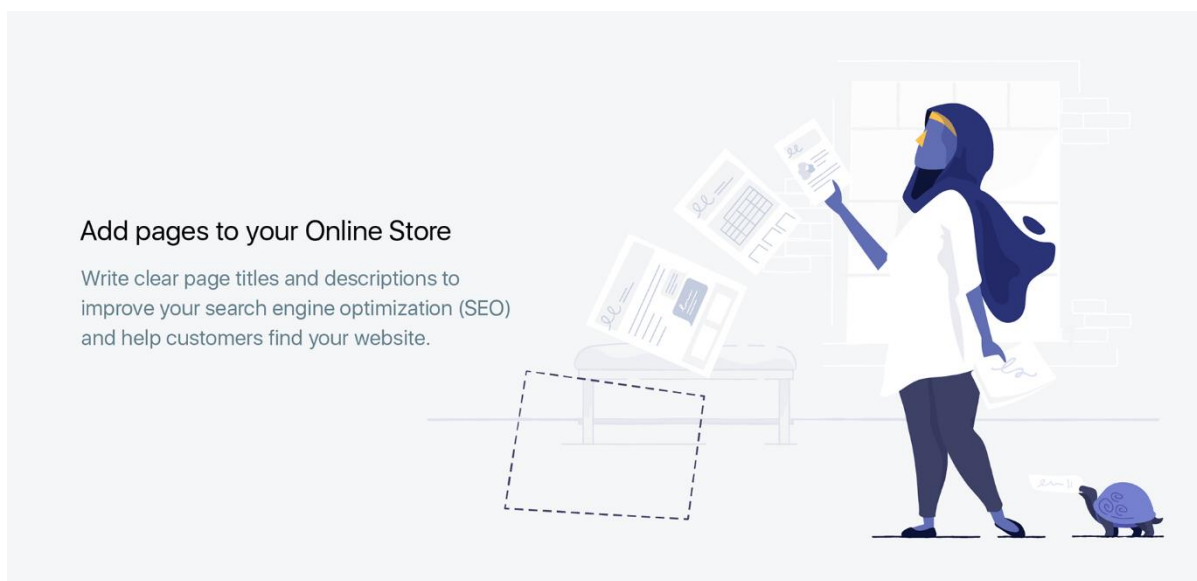 Add pages to your Online Store
Write clear page titles and descriptions to
improve your search engine optimization (SEO)
and help customers find your website.